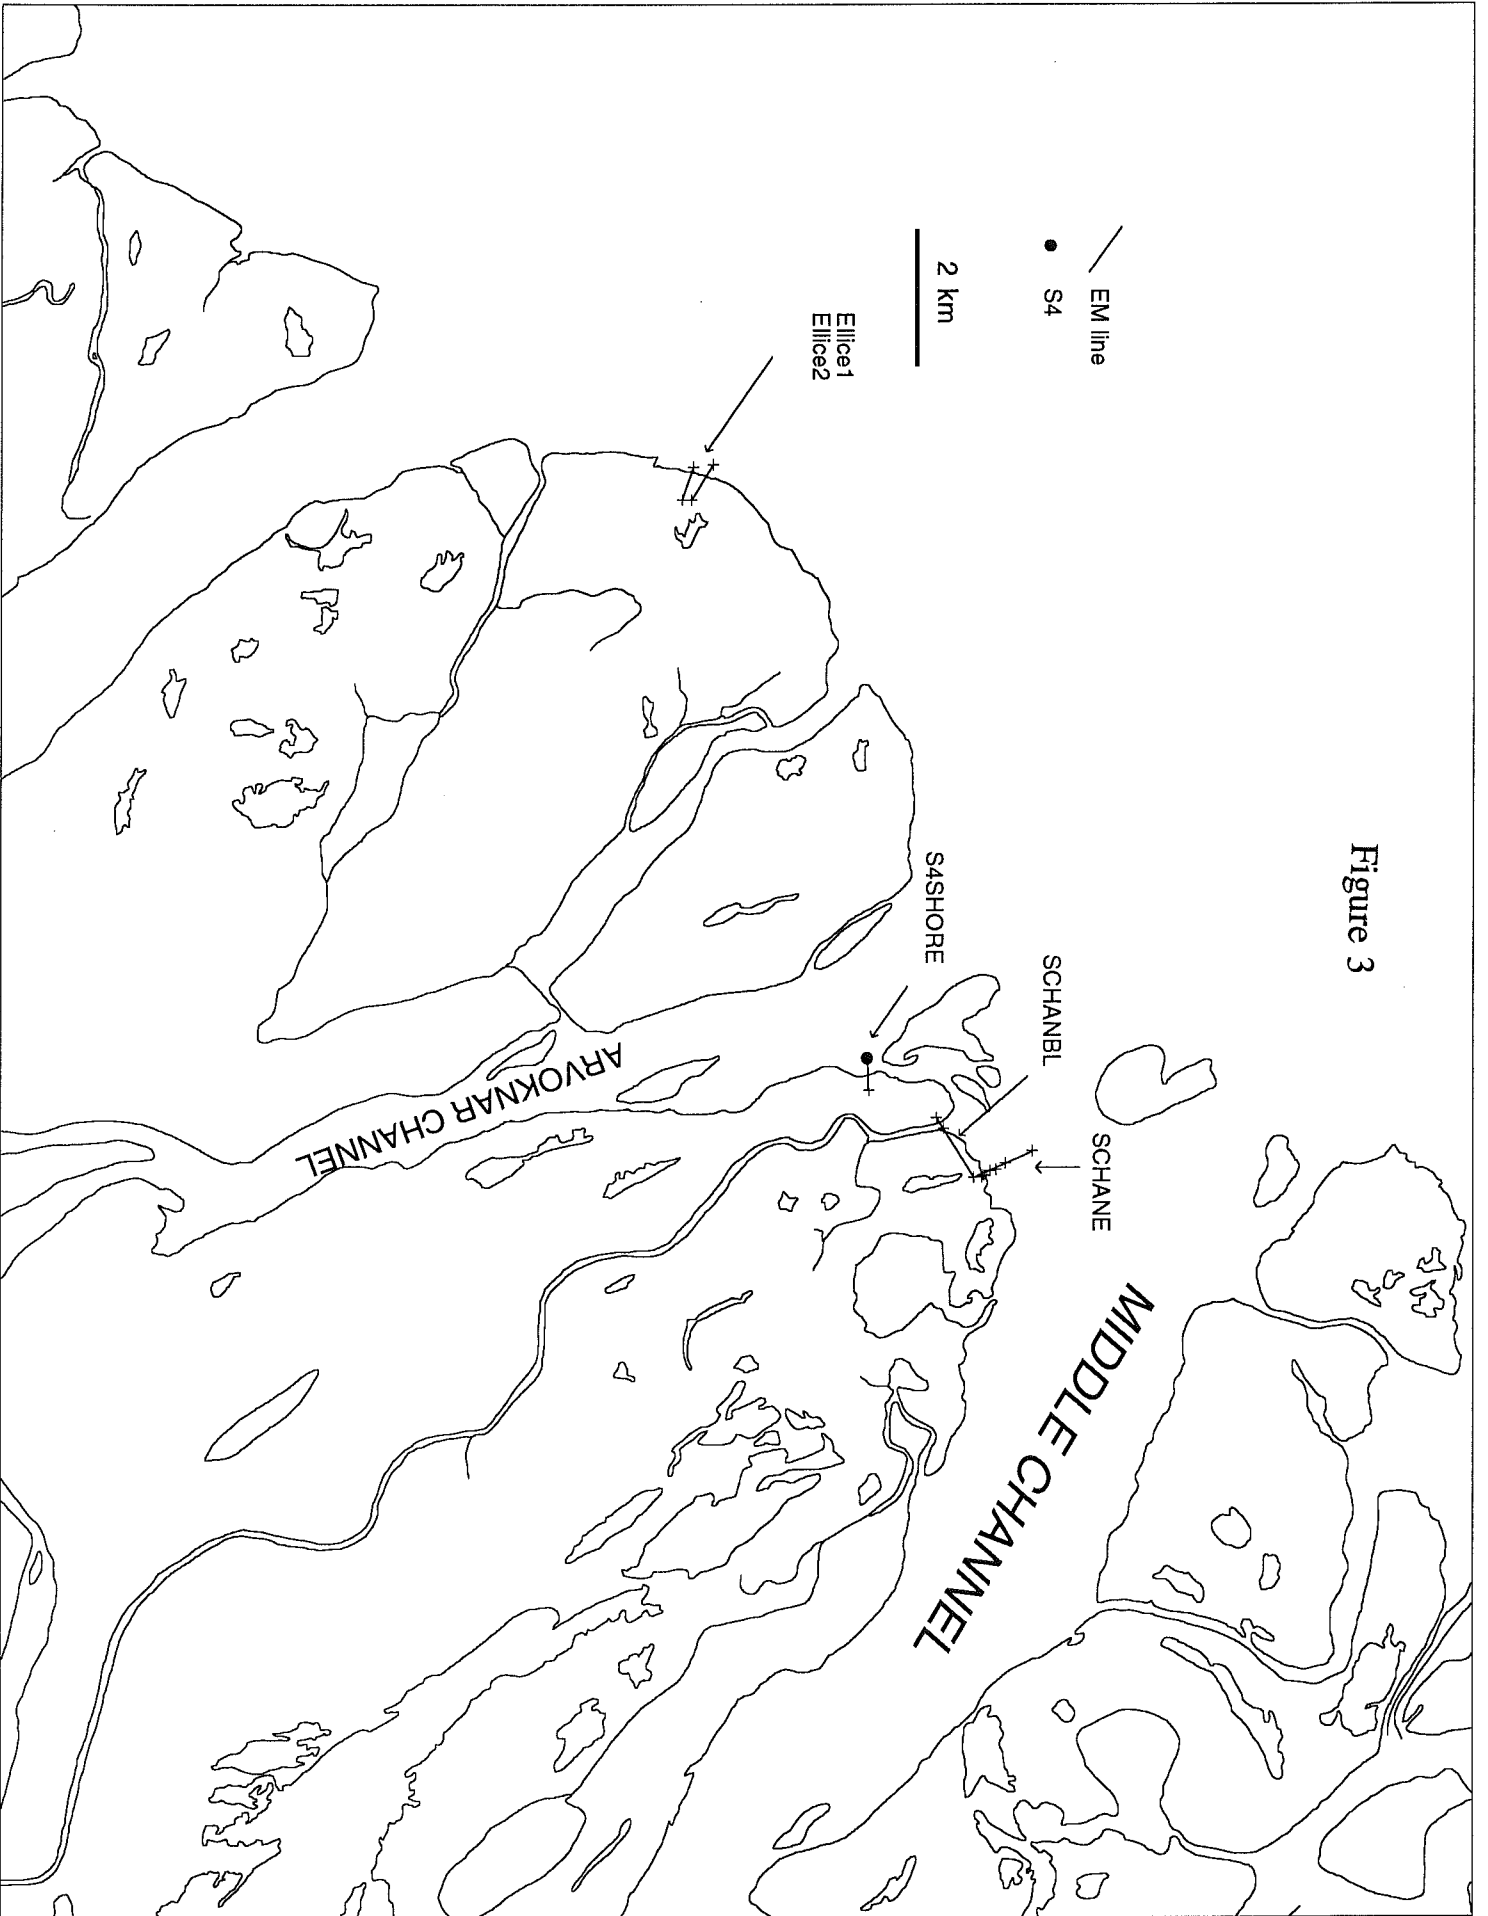 Figure 3
EM line
S4
2 km
Ellice1
Ellice2
S4SHORE
SCHANBL
SCHANE
MIDDLE CHANNEL
ARVOKNAR CHANNEL